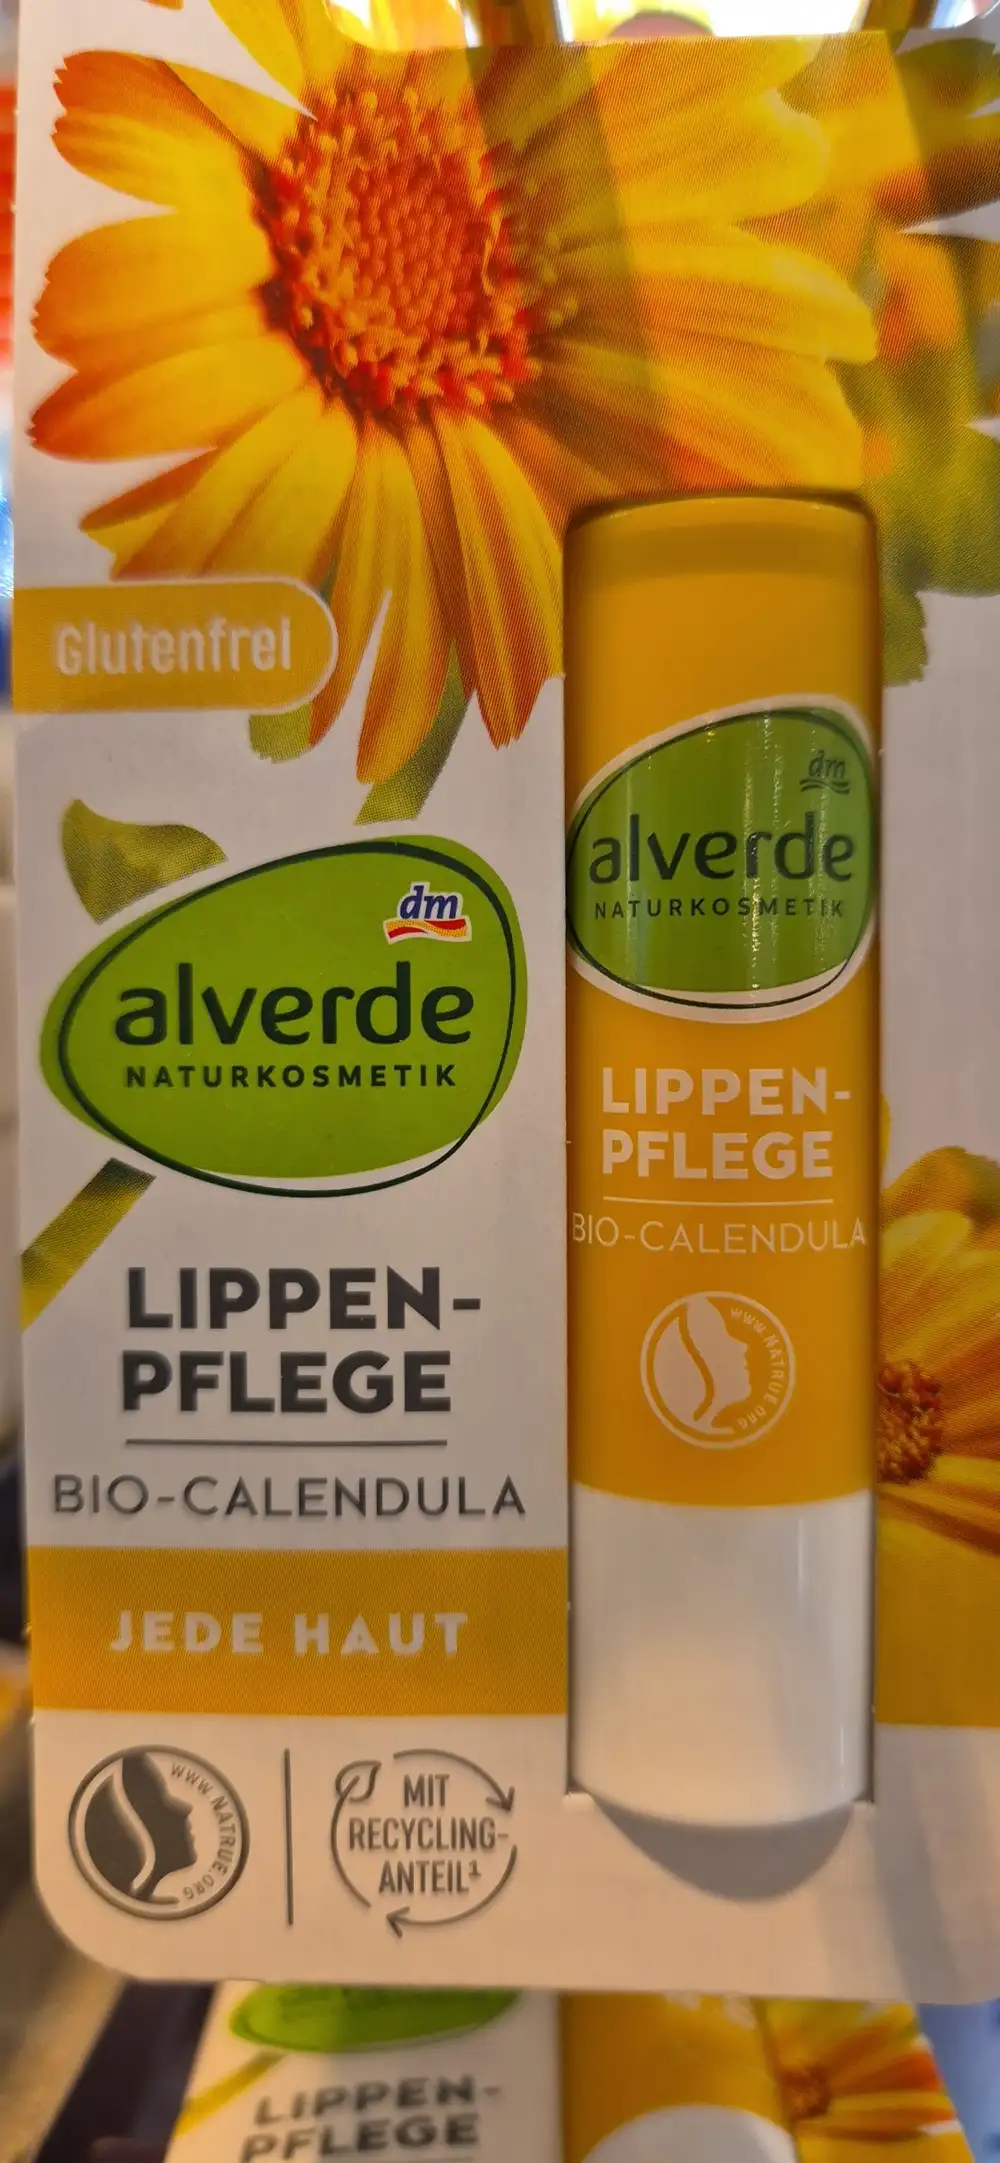 Glutenfrei
dm
alverde
NATURKOSMETIK
LIPPEN-
PFLEGE
BIO-CALENDULA
JEDE HAUT
WWW.NATRUE.ORG
MIT
RECYCLING-
ANTEIL¹
dm
alverde
NATURKOSMETIK
LIPPEN-
PFLEGE
BIO-CALENDULA
WWW.NATRUE.ORG
LIPPEN-
PFLEGE